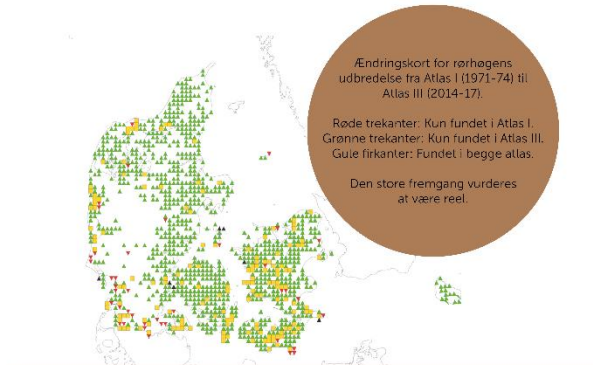 Ændringskort for rørhøgens
udbredelse fra Atlas I (1971-74) til
Atlas III (2014-17).
Røde trekanter: Kun fundet i Atlas I.
Grønne trekanter: Kun fundet i Atlas III.
Gule firkanter: Fundet i begge atlas.
Den store fremgang vurderes
at være reel.